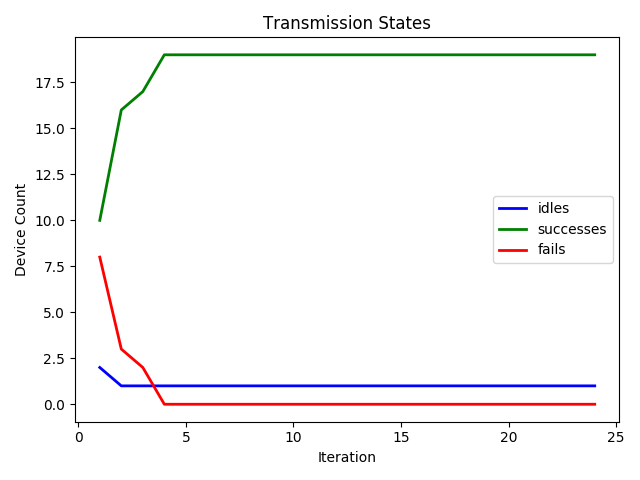 Transmission States
Device Count
17.5
15.0
12.5
10.0
7.5
5.0
2.5
0.0
idles
successes
fails
0 5 10 15 20 25
Iteration